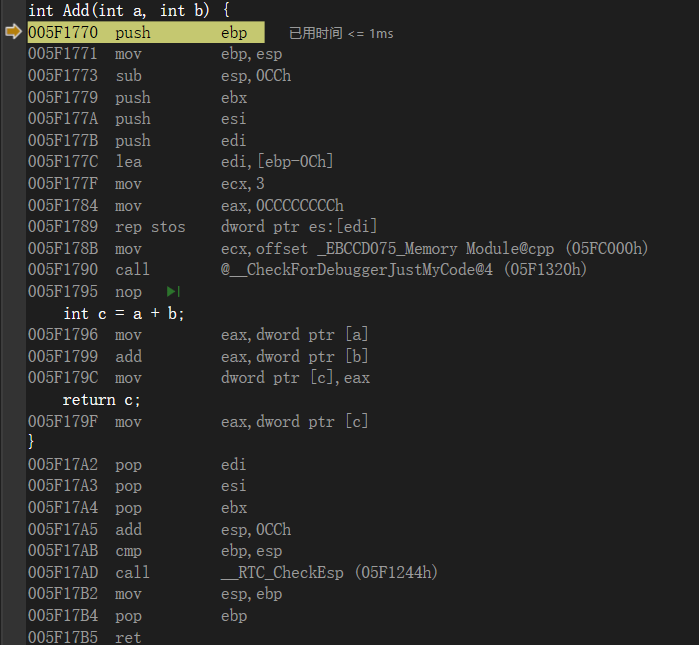 int Add(int a, int b) {
005F1770 push ebp 已用时间 <= 1ms
005F1771 mov ebp,esp
005F1773 sub esp,0CCh
005F1779 push ebx
005F177A push esi
005F177B push edi
005F177C lea edi,[ebp-0Ch]
005F177F mov ecx,3
005F1784 mov eax,0CCCCCCCCh
005F1789 rep stos dword ptr es:[edi]
005F178B mov ecx,offset _EBCCD075_Memory Module@cpp (05FC000h)
005F1790 call @__CheckForDebuggerJustMyCode@4 (05F1320h)
005F1795 nop
int c = a + b;
005F1796 mov eax,dword ptr [a]
005F1799 add eax,dword ptr [b]
005F179C mov dword ptr [c],eax
return c;
005F179F mov eax,dword ptr [c]
}
005F17A2 pop edi
005F17A3 pop esi
005F17A4 pop ebx
005F17A5 add esp,0CCh
005F17AB cmp ebp,esp
005F17AD call __RTC_CheckEsp (05F1244h)
005F17B2 mov esp,ebp
005F17B4 pop ebp
005F17B5 ret